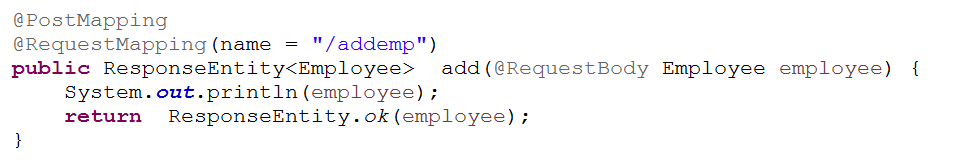 @PostMapping
@RequestMapping(name = "/addemp")
public ResponseEntity<Employee>  add(@RequestBody Employee employee) {
    System.out.println(employee);
    return  ResponseEntity.ok(employee);
}